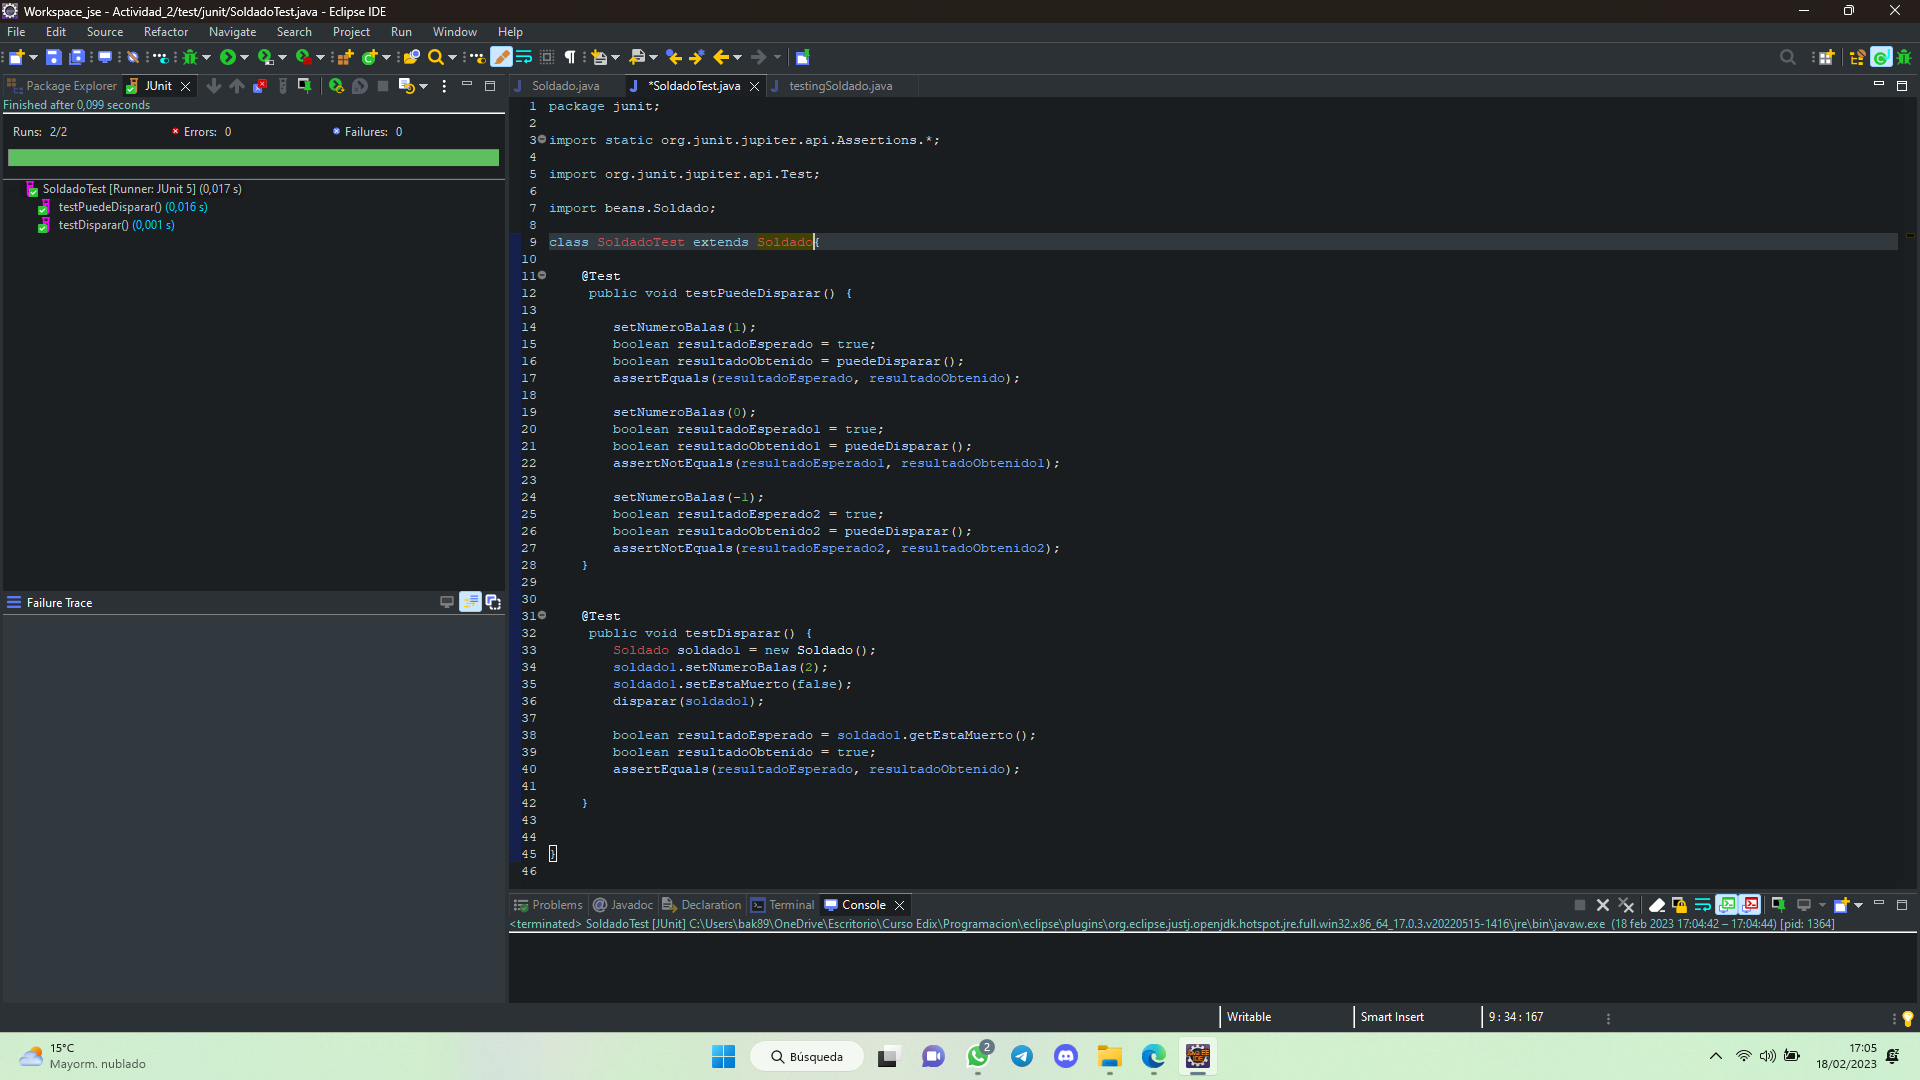 Workspace_jse - Actividad_2/test/junit/SoldadoTest.java - Eclipse IDE
File Edit Source Refactor Navigate Search Project Run Window Help
Package Explorer JUnit
Finished after 0,099 seconds
Runs: 2/2 Errors: 0 Failures: 0
SoldadoTest [Runner: JUnit 5] (0,017 s)
testPuedeDisparar() (0,016 s)
testDisparar() (0,001 s)
Failure Trace
Soldado.java *SoldadoTest.java testingSoldado.java
1 package junit;
2
3 import static org.junit.jupiter.api.Assertions.*;
4
5 import org.junit.jupiter.api.Test;
6
7 import beans.Soldado;
8
9 class SoldadoTest extends Soldado{
10
11 @Test
12 public void testPuedeDisparar() {
13
14 setNumeroBalas(1);
15 boolean resultadoEsperado = true;
16 boolean resultadoObtenido = puedeDisparar();
17 assertEquals(resultadoEsperado, resultadoObtenido);
18
19 setNumeroBalas(0);
20 boolean resultadoEsperado1 = true;
21 boolean resultadoObtenido1 = puedeDisparar();
22 assertNotEquals(resultadoEsperado1, resultadoObtenido1);
23
24 setNumeroBalas(-1);
25 boolean resultadoEsperado2 = true;
26 boolean resultadoObtenido2 = puedeDisparar();
27 assertNotEquals(resultadoEsperado2, resultadoObtenido2);
28 }
29
30
31 @Test
32 public void testDisparar() {
33 Soldado soldado1 = new Soldado();
34 soldado1.setNumeroBalas(2);
35 soldado1.setEstaMuerto(false);
36 disparar(soldado1);
37
38 boolean resultadoEsperado = soldado1.getEstaMuerto();
39 boolean resultadoObtenido = true;
40 assertEquals(resultadoEsperado, resultadoObtenido);
41
42 }
43
44
45 }
46
Problems Javadoc Declaration Terminal Console
<terminated> SoldadoTest [JUnit] C:\Users\bak89\OneDrive\Escritorio\Curso Edix\Programacion\eclipse\plugins\org.eclipse.justj.openjdk.hotspot.jre.full.win32.x86_64_17.0.3.v20220515-1416\jre\bin\javaw.exe (18 feb 2023 17:04:42 – 17:04:44) [pid: 1364]
Writable Smart Insert 9 : 34 : 167
15°C
Mayorm. nublado
Búsqueda
2
17:05
18/02/2023